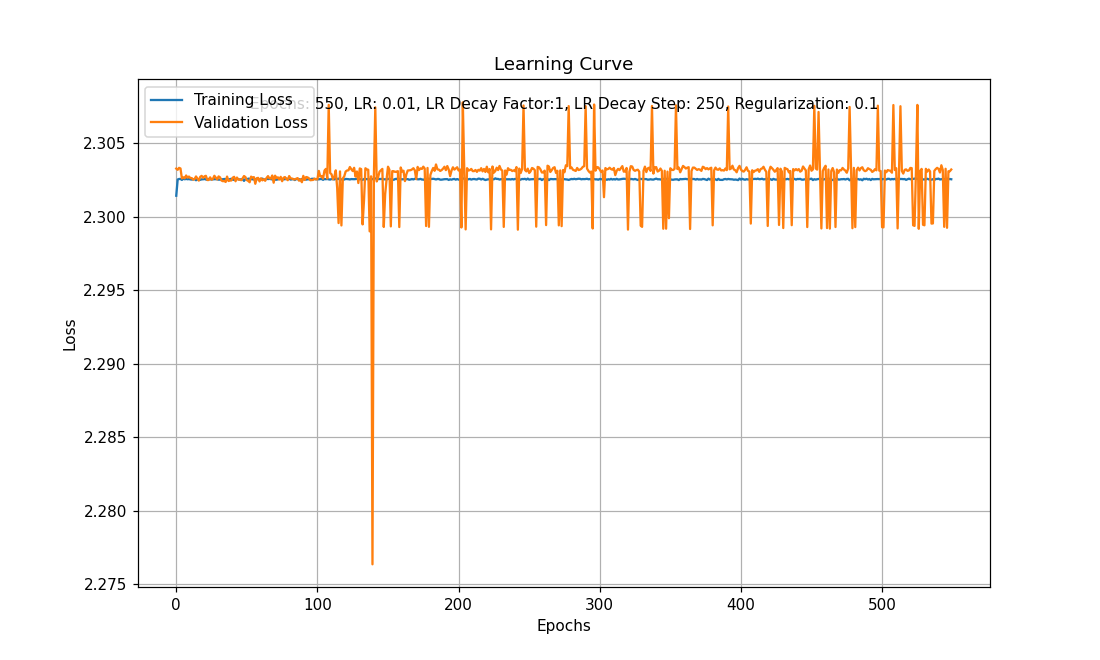 Learning Curve
Epochs: 550, LR: 0.01, LR Decay Factor:1, LR Decay Step: 250, Regularization: 0.1
Training Loss
Validation Loss
2.305
2.300
2.295
2.290
2.285
2.280
2.275
Loss
0 100 200 300 400 500
Epochs